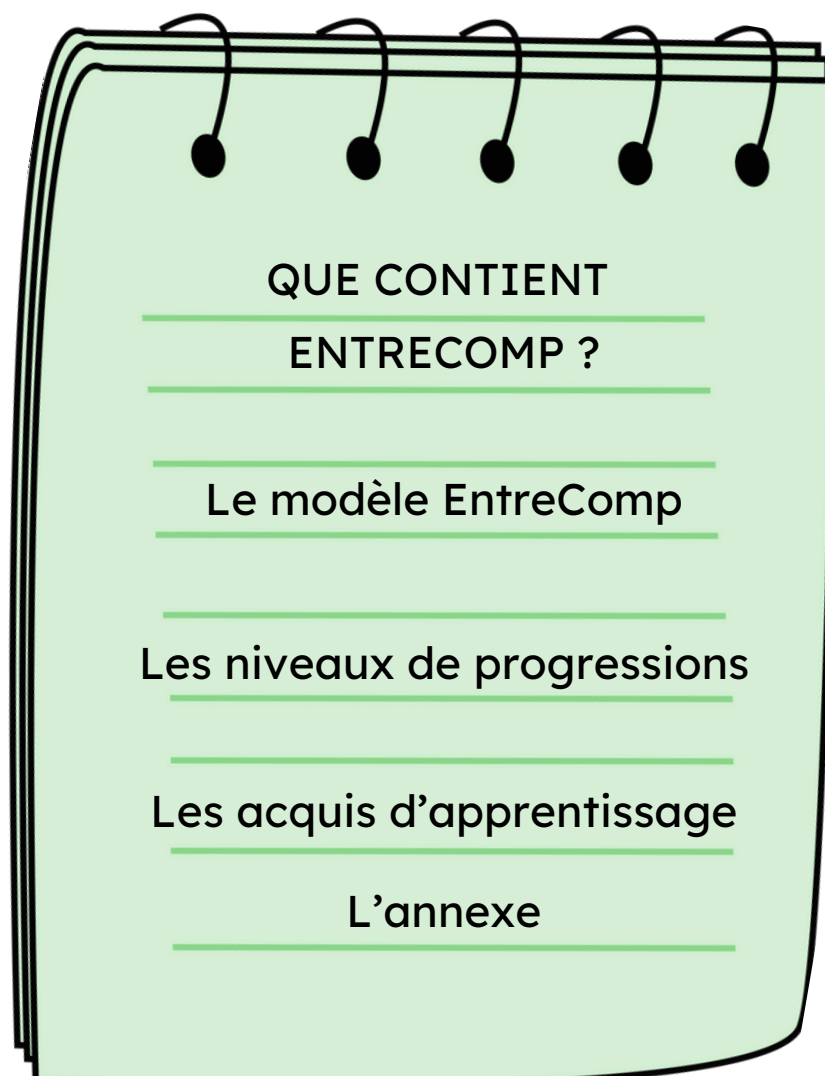 QUE CONTIENT
ENTRECOMP ?
Le modèle EntreComp
Les niveaux de progressions
Les acquis d’apprentissage
L’annexe